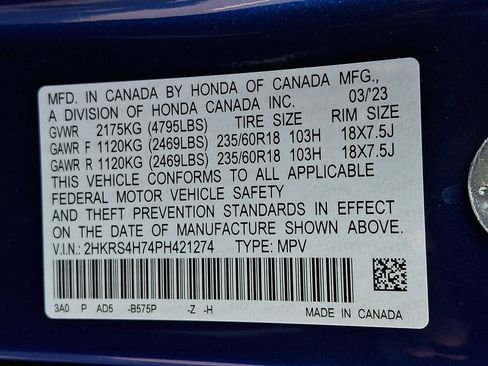 MFD. IN CANADA BY HONDA OF CANADA MFG.,
A DIVISION OF HONDA CANADA INC. 03/'23
GVWR 2175KG (4795LBS) TIRE SIZE RIM SIZE
GAWR F 1120KG (2469LBS) 235/60R18 103H 18X7.5J
GAWR R 1120KG (2469LBS) 235/60R18 103H 18X7.5J
THIS VEHICLE CONFORMS TO ALL APPLICABLE
FEDERAL MOTOR VEHICLE SAFETY
AND THEFT PREVENTION STANDARDS IN EFFECT
ON THE DATE OF MANUFACTURE SHOWN ABOVE.
V.I.N.: 2HKRS4H74PH421274 TYPE: MPV
3A0 P AD5 -B575P -Z -H MADE IN CANADA